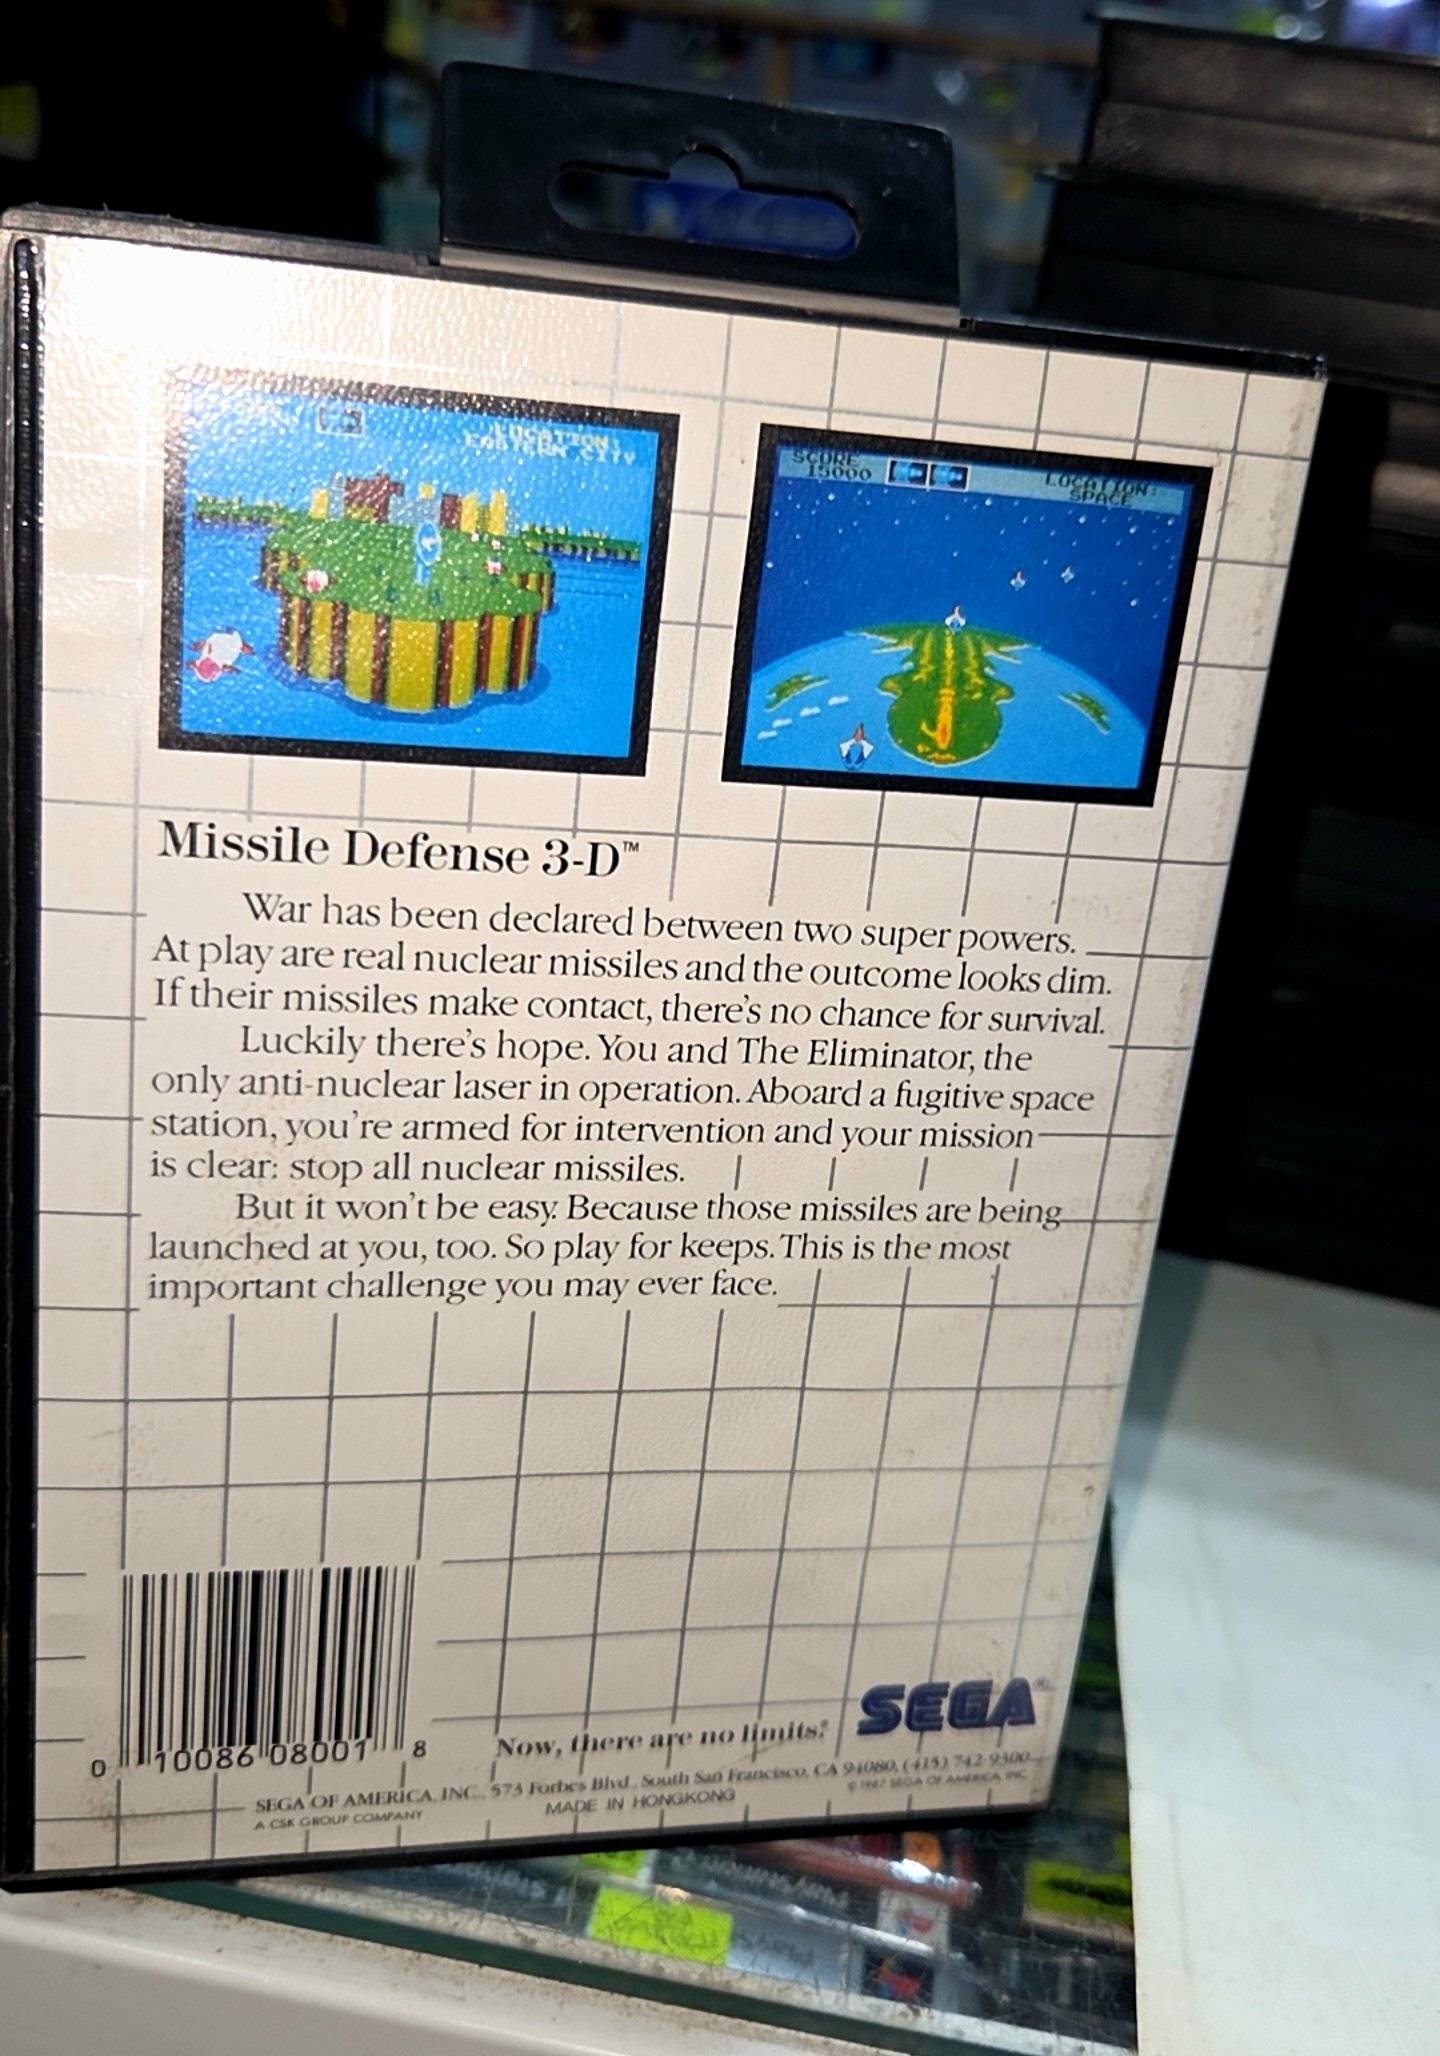 LOCATION:
EASTERN CITY
SCORE
15000
LOCATION:
SPACE
Missile Defense 3-D™
War has been declared between two super powers.
At play are real nuclear missiles and the outcome looks dim.
If their missiles make contact, there's no chance for survival.
Luckily there's hope. You and The Eliminator, the
only anti-nuclear laser in operation. Aboard a fugitive space
station, you're armed for intervention and your mission
is clear: stop all nuclear missiles.
But it won't be easy. Because those missiles are being
launched at you, too. So play for keeps. This is the most
important challenge you may ever face.
0 10086 08001 8
Now, there are no limits.®
SEGA®
SEGA OF AMERICA, INC., 573 Forbes Blvd., South San Francisco, CA 94080, (415) 742-9300
A CSK GROUP COMPANY
MADE IN HONGKONG
© 1987 SEGA OF AMERICA, INC.